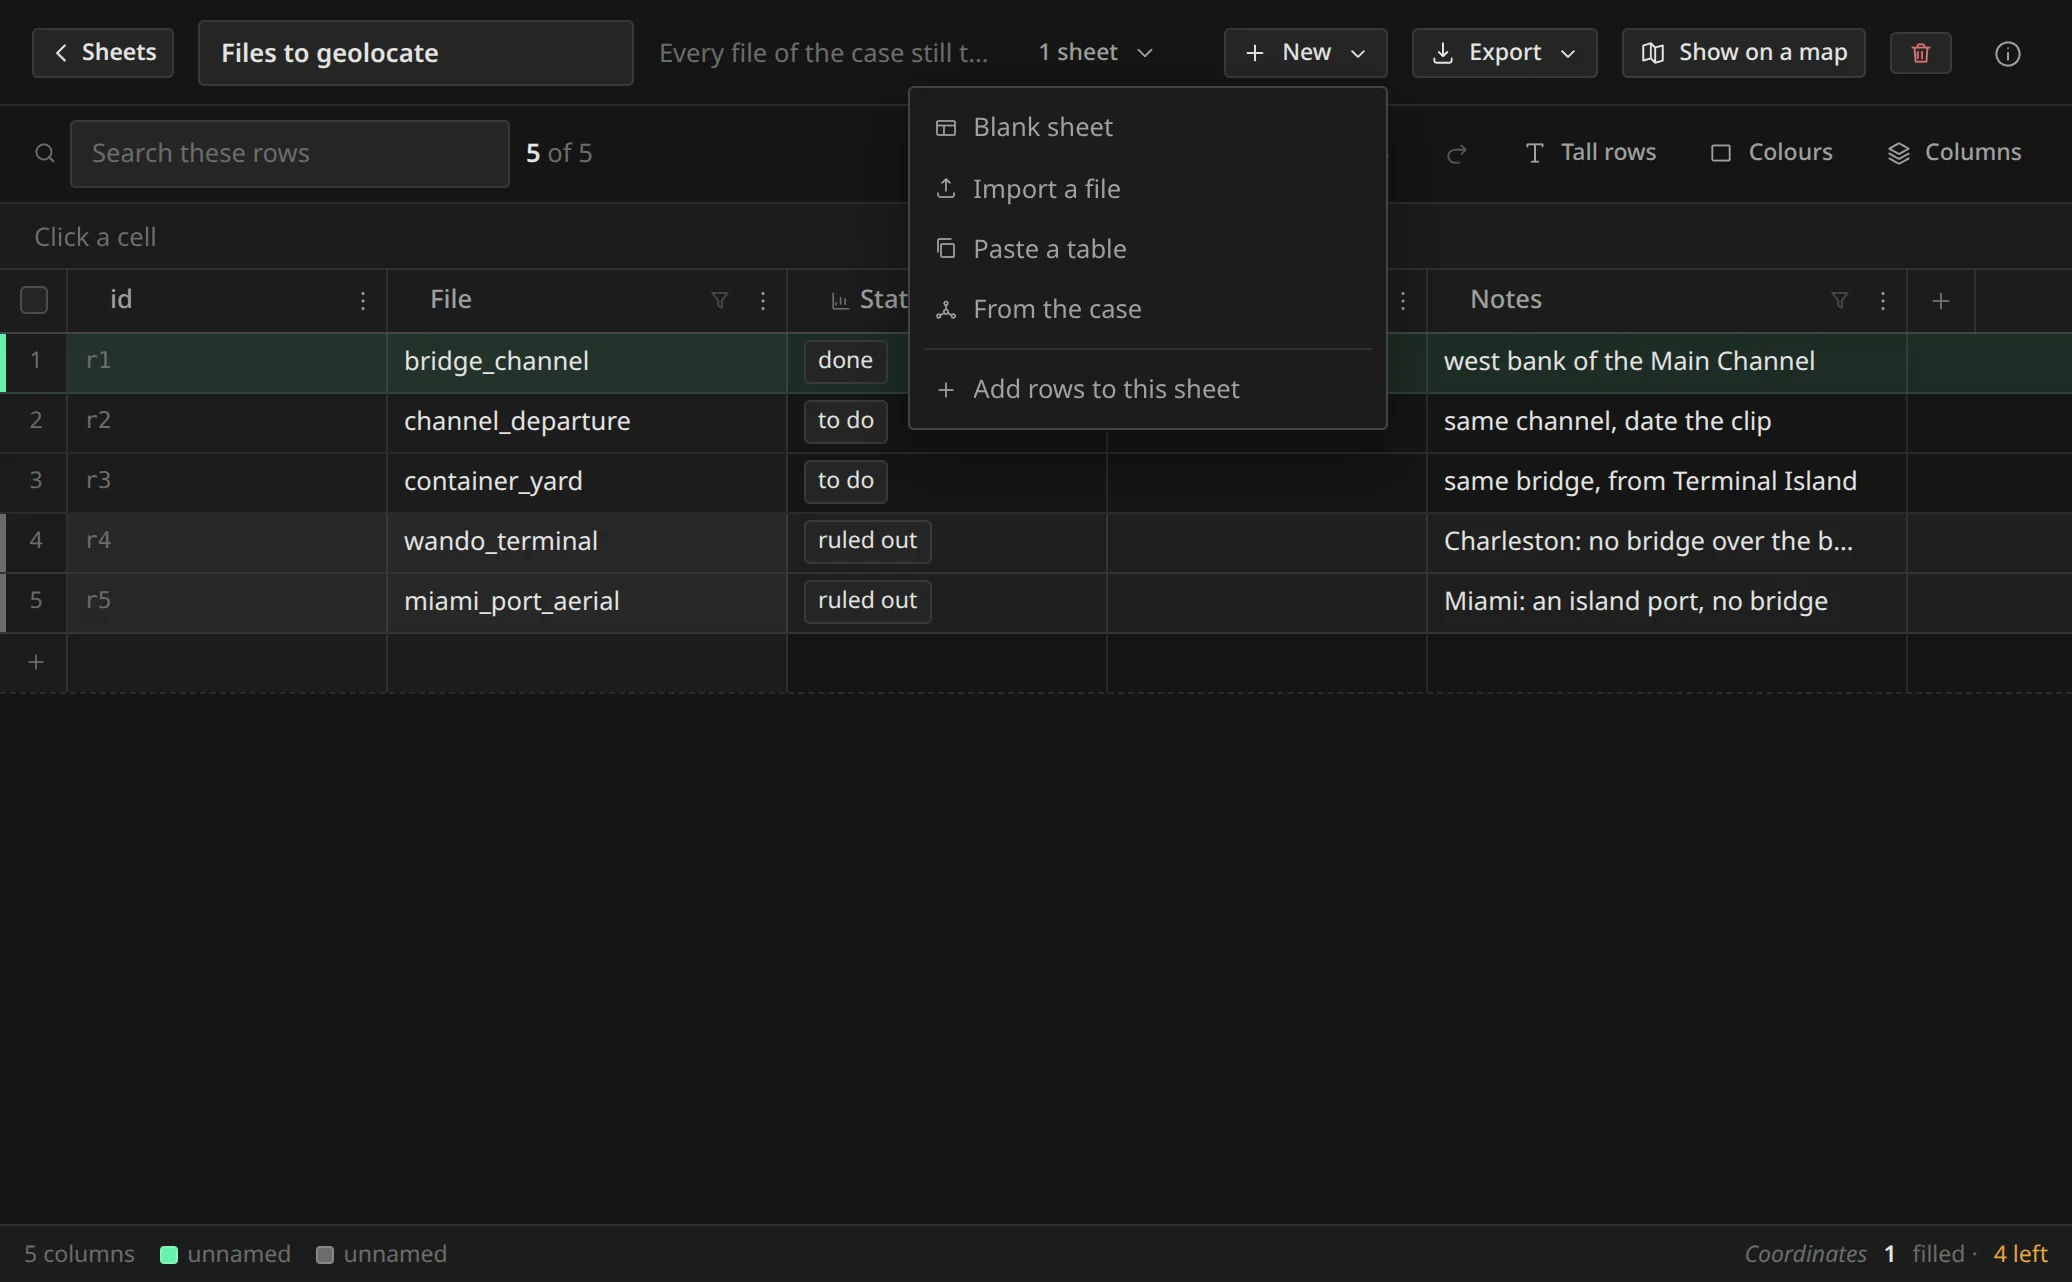 Sheets
Files to geolocate
Every file of the case still t...
1 sheet
New
Export
Show on a map
Blank sheet
Import a file
Paste a table
From the case
Add rows to this sheet
Search these rows
5 of 5
Tall rows
Colours
Columns
Click a cell
id File Stat Notes
1 r1 bridge_channel done west bank of the Main Channel
2 r2 channel_departure to do same channel, date the clip
3 r3 container_yard to do same bridge, from Terminal Island
4 r4 wando_terminal ruled out Charleston: no bridge over the b...
5 r5 miami_port_aerial ruled out Miami: an island port, no bridge
5 columns unnamed unnamed Coordinates 1 filled · 4 left